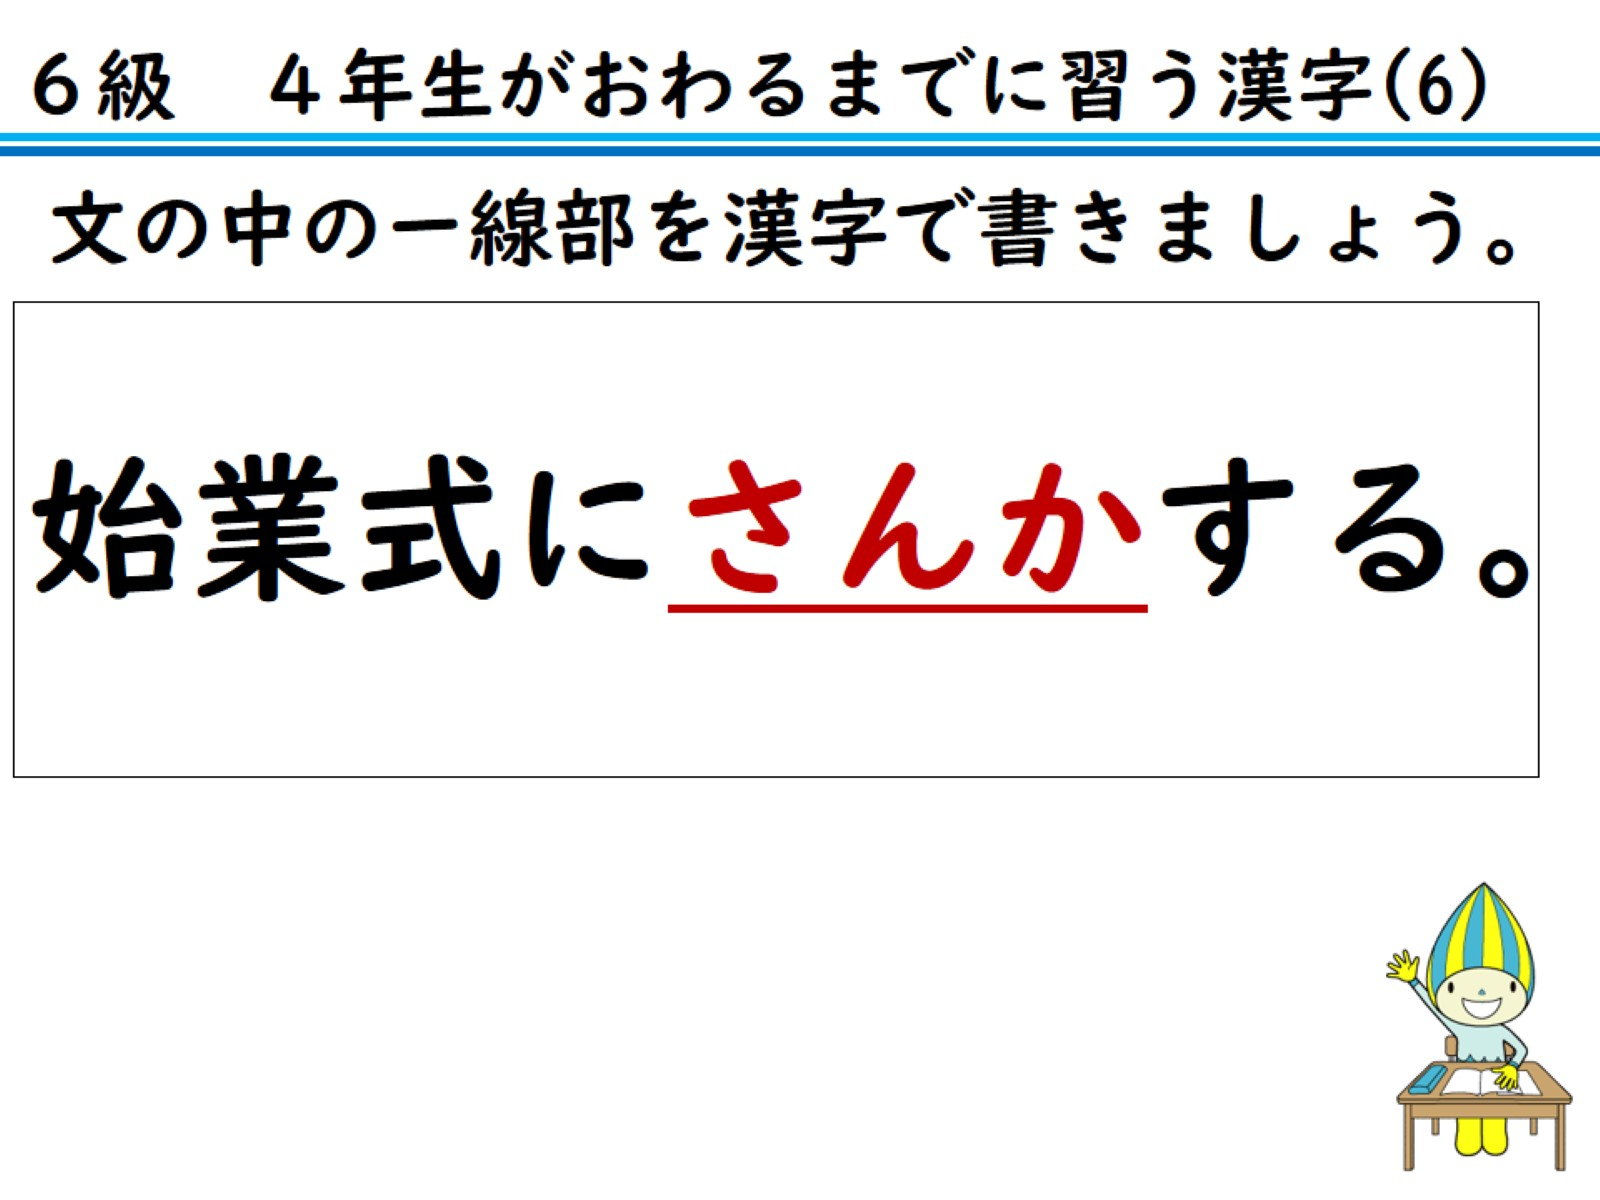 ６級　４年生がおわるまでに習う漢字(6)
文の中の―線部を漢字で書きましょう。
始業式にさんかする。